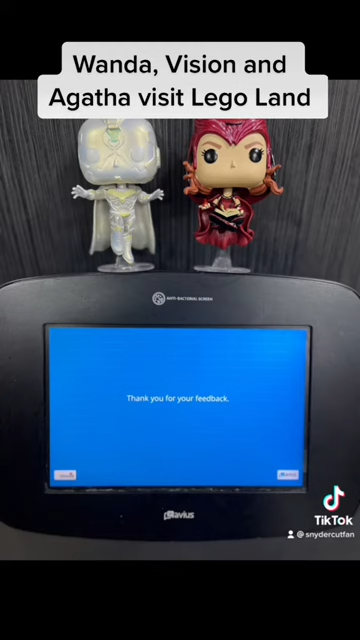 Wanda, Vision and
Agatha visit Lego Land
ANTI-BACTERIAL SCREEN
Thank you for your feedback.
TikTok
@snydercutfan